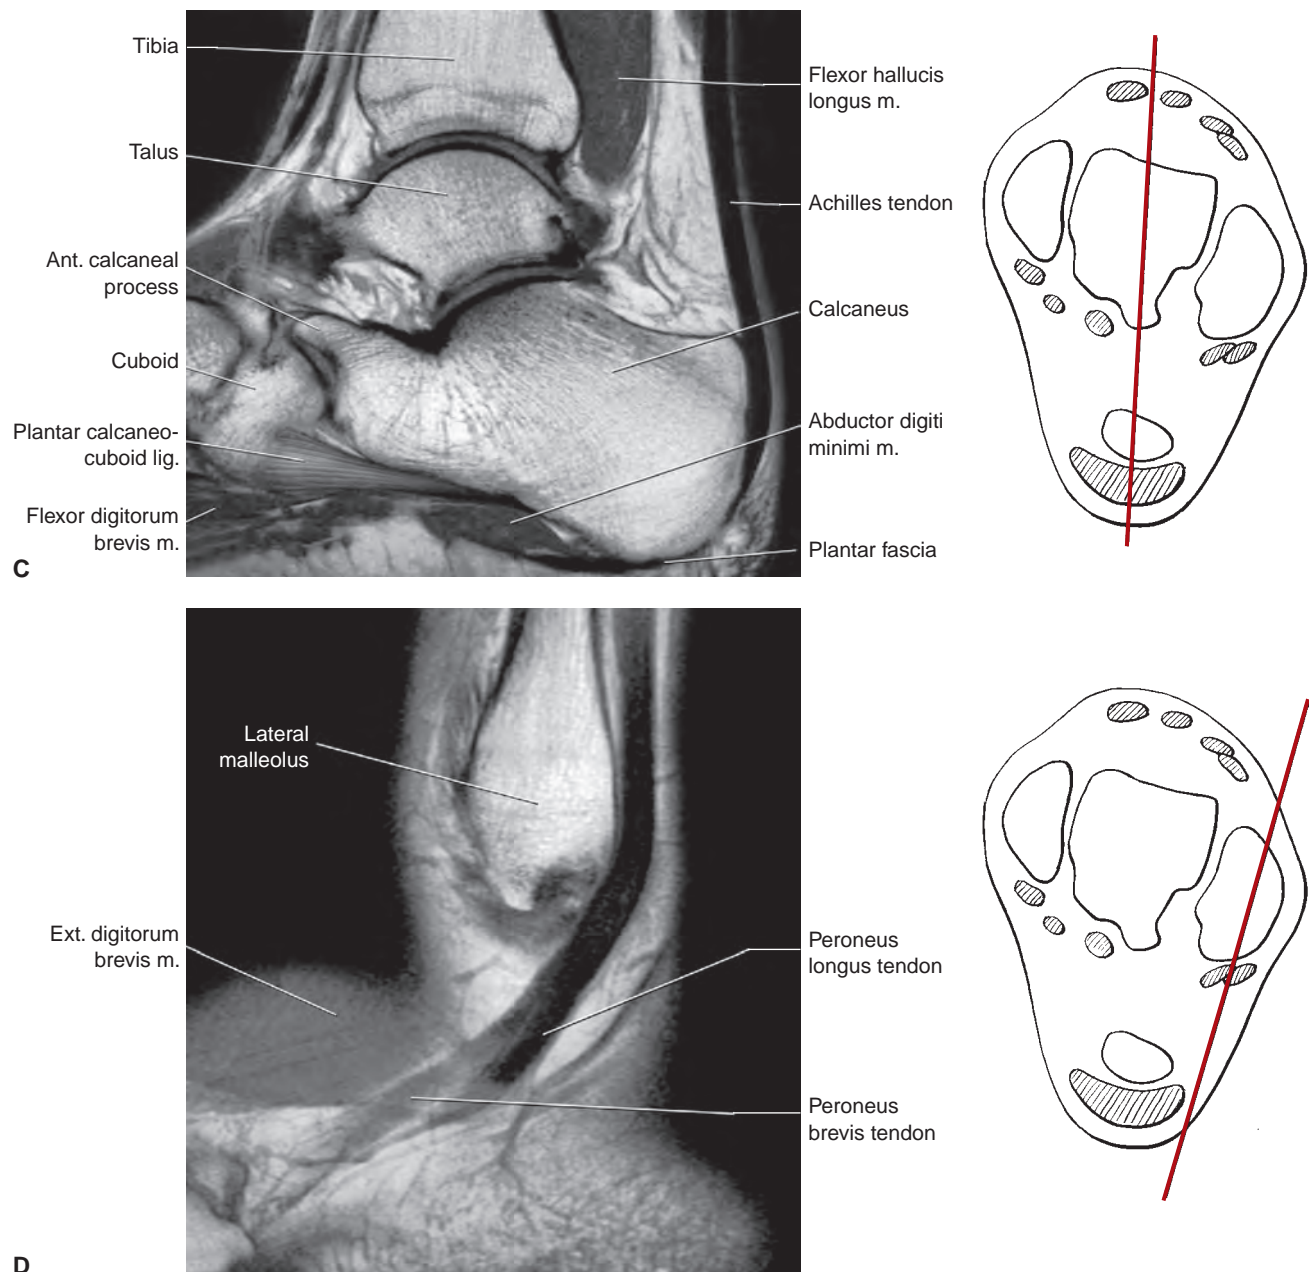 Tibia
Talus
Ant. calcaneal
process
Cuboid
Plantar calcaneo-
cuboid lig.
Flexor digitorum
brevis m.
C
Flexor hallucis
longus m.
Achilles tendon
Calcaneus
Abductor digiti
minimi m.
Plantar fascia
Lateral
malleolus
Ext. digitorum
brevis m.
D
Peroneus
longus tendon
Peroneus
brevis tendon